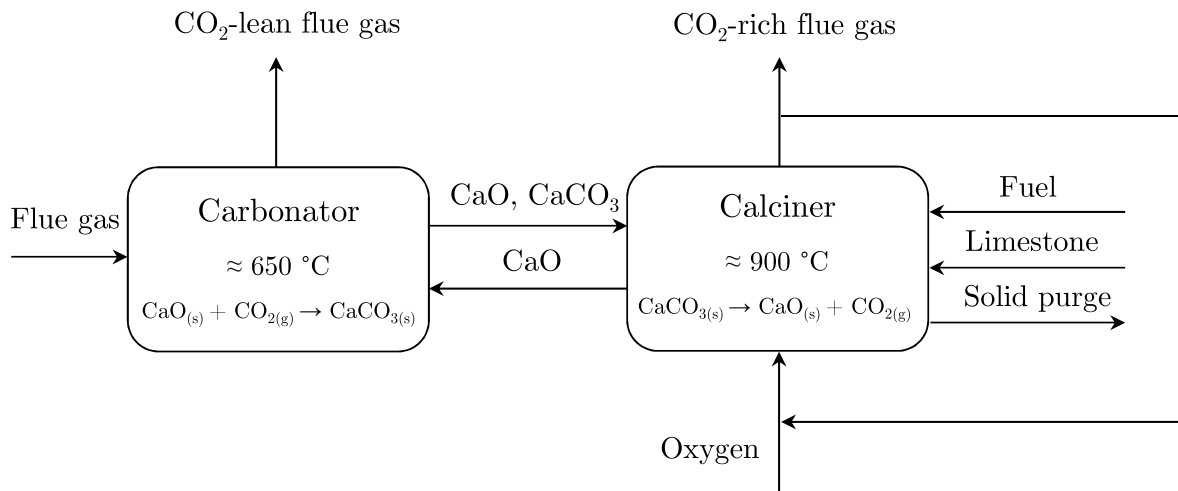 CO₂-lean flue gas
CO₂-rich flue gas
Flue gas
Carbonator
≈ 650 °C
CaO₍s₎ + CO₂₍g₎ → CaCO₃₍s₎
CaO, CaCO₃
CaO
Calciner
≈ 900 °C
CaCO₃₍s₎ → CaO₍s₎ + CO₂₍g₎
Fuel
Limestone
Solid purge
Oxygen